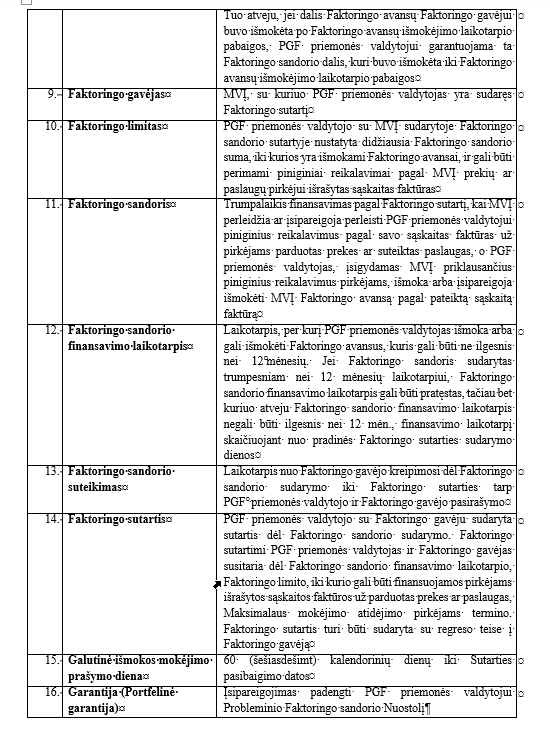 Tuo atveju, jei dalis Faktoringo avansų Faktoringo gavėjui
buvo išmokėta po Faktoringo avansų išmokėjimo laikotarpio
pabaigos, PGF priemonės valdytojui garantuojama ta
Faktoringo sandorio dalis, kuri buvo išmokėta iki Faktoringo
avansų išmokėjimo laikotarpio pabaigos¤
9. Faktoringo gavėjas¤ MVĮ, su kuriuo PGF priemonės valdytojas yra sudaręs
Faktoringo sutartį¤
10. Faktoringo limitas¤ PGF priemonės valdytojo su MVĮ sudarytoje Faktoringo
sandorio sutartyje nustatyta didžiausia Faktoringo sandorio
suma, iki kurios yra išmokami Faktoringo avansai, ir gali būti
perimami piniginiai reikalavimai pagal MVĮ prekių ar
paslaugų pirkėjui išrašytas sąskaitas faktūras¤
11. Faktoringo sandoris¤ Trumpalaikis finansavimas pagal Faktoringo sutartį, kai MVĮ
perleidžia ar įsipareigoja perleisti PGF priemonės valdytojui
piniginius reikalavimus pagal savo sąskaitas faktūras už
pirkėjams parduotas prekes ar suteiktas paslaugas, o PGF
priemonės valdytojas, įsigydamas MVĮ priklausančius
piniginius reikalavimus pirkėjams, išmoka arba įsipareigoja
išmokėti MVĮ Faktoringo avansą pagal pateiktą sąskaitą
faktūrą¤
12. Faktoringo sandorio Laikotarpis, per kurį PGF priemonės valdytojas išmoka arba
finansavimo laikotarpis¤ gali išmokėti Faktoringo avansus, kuris gali būti ne ilgesnis
nei 12°mėnesių. Jei Faktoringo sandoris sudarytas
trumpesniam nei 12 mėnesių laikotarpiui, Faktoringo
sandorio finansavimo laikotarpis gali būti pratęstas, tačiau bet
kuriuo atveju Faktoringo sandorio finansavimo laikotarpis
negali būti ilgesnis nei 12 mėn., finansavimo laikotarpį
skaičiuojant nuo pradinės Faktoringo sutarties sudarymo
dienos¤
13. Faktoringo sandorio Laikotarpis nuo Faktoringo gavėjo kreipimosi dėl Faktoringo
suteikimas¤ sandorio sudarymo iki Faktoringo sutarties tarp
PGF°priemonės valdytojo ir Faktoringo gavėjo pasirašymo¤
14. Faktoringo sutartis¤ PGF priemonės valdytojo su Faktoringo gavėju sudaryta
sutartis dėl Faktoringo sandorio sudarymo. Faktoringo
sutartimi PGF priemonės valdytojas ir Faktoringo gavėjas
susitaria dėl Faktoringo sandorio finansavimo laikotarpio,
Faktoringo limito, iki kurio gali būti finansuojamos pirkėjams
išrašytos sąskaitos faktūros už parduotas prekes ar paslaugas,
Maksimalaus mokėjimo atidėjimo pirkėjams termino.
Faktoringo sutartis turi būti sudaryta su regreso teise į
Faktoringo gavėją¤
15. Galutinė išmokos mokėjimo 60 (šešiasdešimt) kalendorinių dienų iki Sutarties
prašymo diena¤ pasibaigimo datos¤
16. Garantija (Portfelinė Įsipareigojimas padengti PGF priemonės valdytojui
garantija)¤ Probleminio Faktoringo sandorio Nuostolį¶